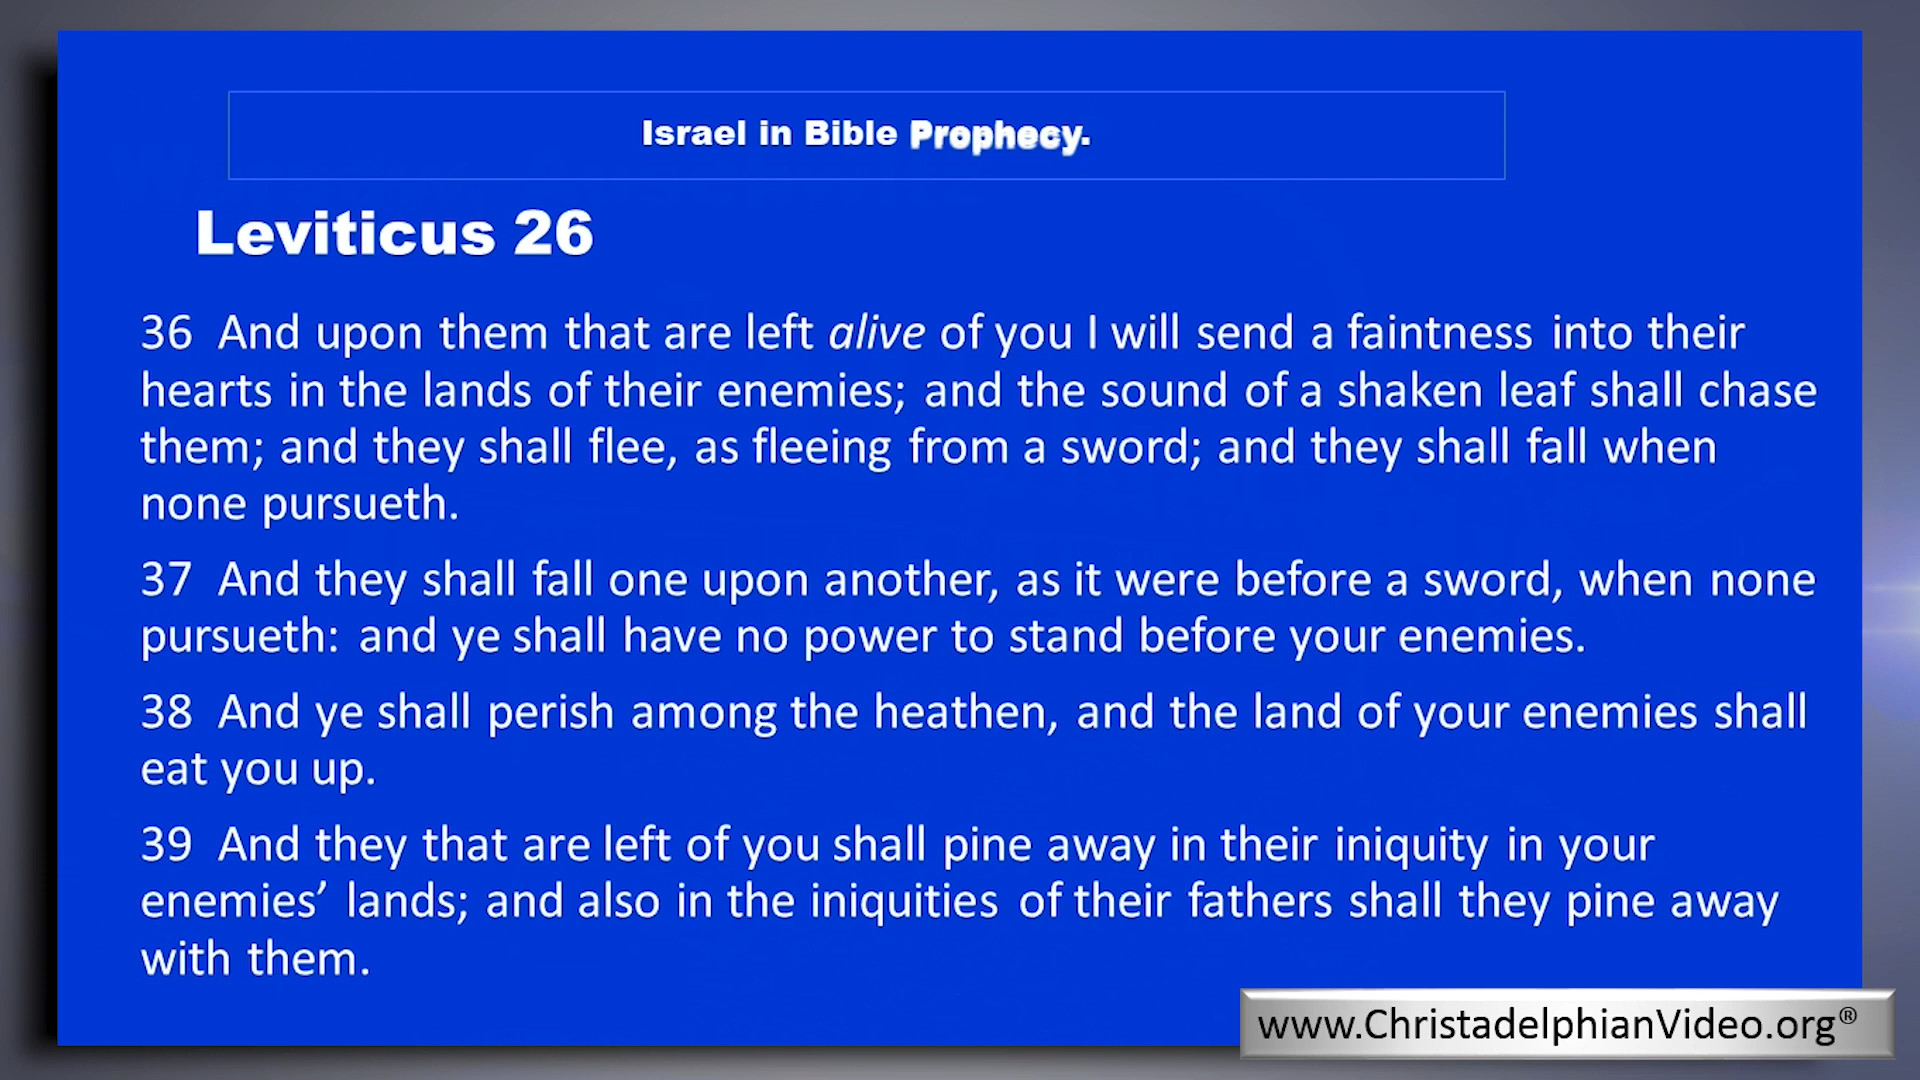 Israel in Bible Prophecy.
Leviticus 26
36 And upon them that are left alive of you I will send a faintness into their
hearts in the lands of their enemies; and the sound of a shaken leaf shall chase
them; and they shall flee, as fleeing from a sword; and they shall fall when
none pursueth.
37 And they shall fall one upon another, as it were before a sword, when none
pursueth: and ye shall have no power to stand before your enemies.
38 And ye shall perish among the heathen, and the land of your enemies shall
eat you up.
39 And they that are left of you shall pine away in their iniquity in your
enemies’ lands; and also in the iniquities of their fathers shall they pine away
with them.
www.ChristadelphianVideo.org®